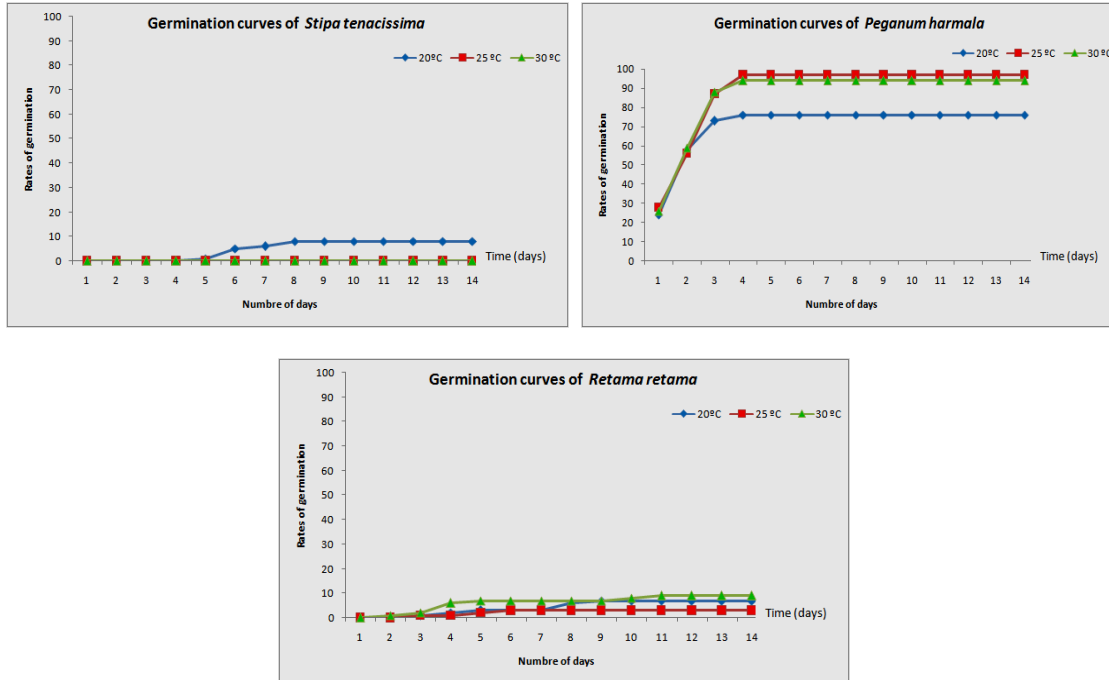 Germination curves of Stipa tenacissima
20ºC 25 ºC 30 ºC
Rates of germination
100
90
80
70
60
50
40
30
20
10
0
1 2 3 4 5 6 7 8 9 10 11 12 13 14
Time (days)
Numbre of days
Germination curves of Peganum harmala
20ºC 25 ºC 30 ºC
Rates of germination
100
90
80
70
60
50
40
30
20
10
0
1 2 3 4 5 6 7 8 9 10 11 12 13 14
Time (days)
Numbre of days
Germination curves of Retama retama
20ºC 25 ºC 30 ºC
Rates of germination
100
90
80
70
60
50
40
30
20
10
0
1 2 3 4 5 6 7 8 9 10 11 12 13 14
Time (days)
Numbre of days